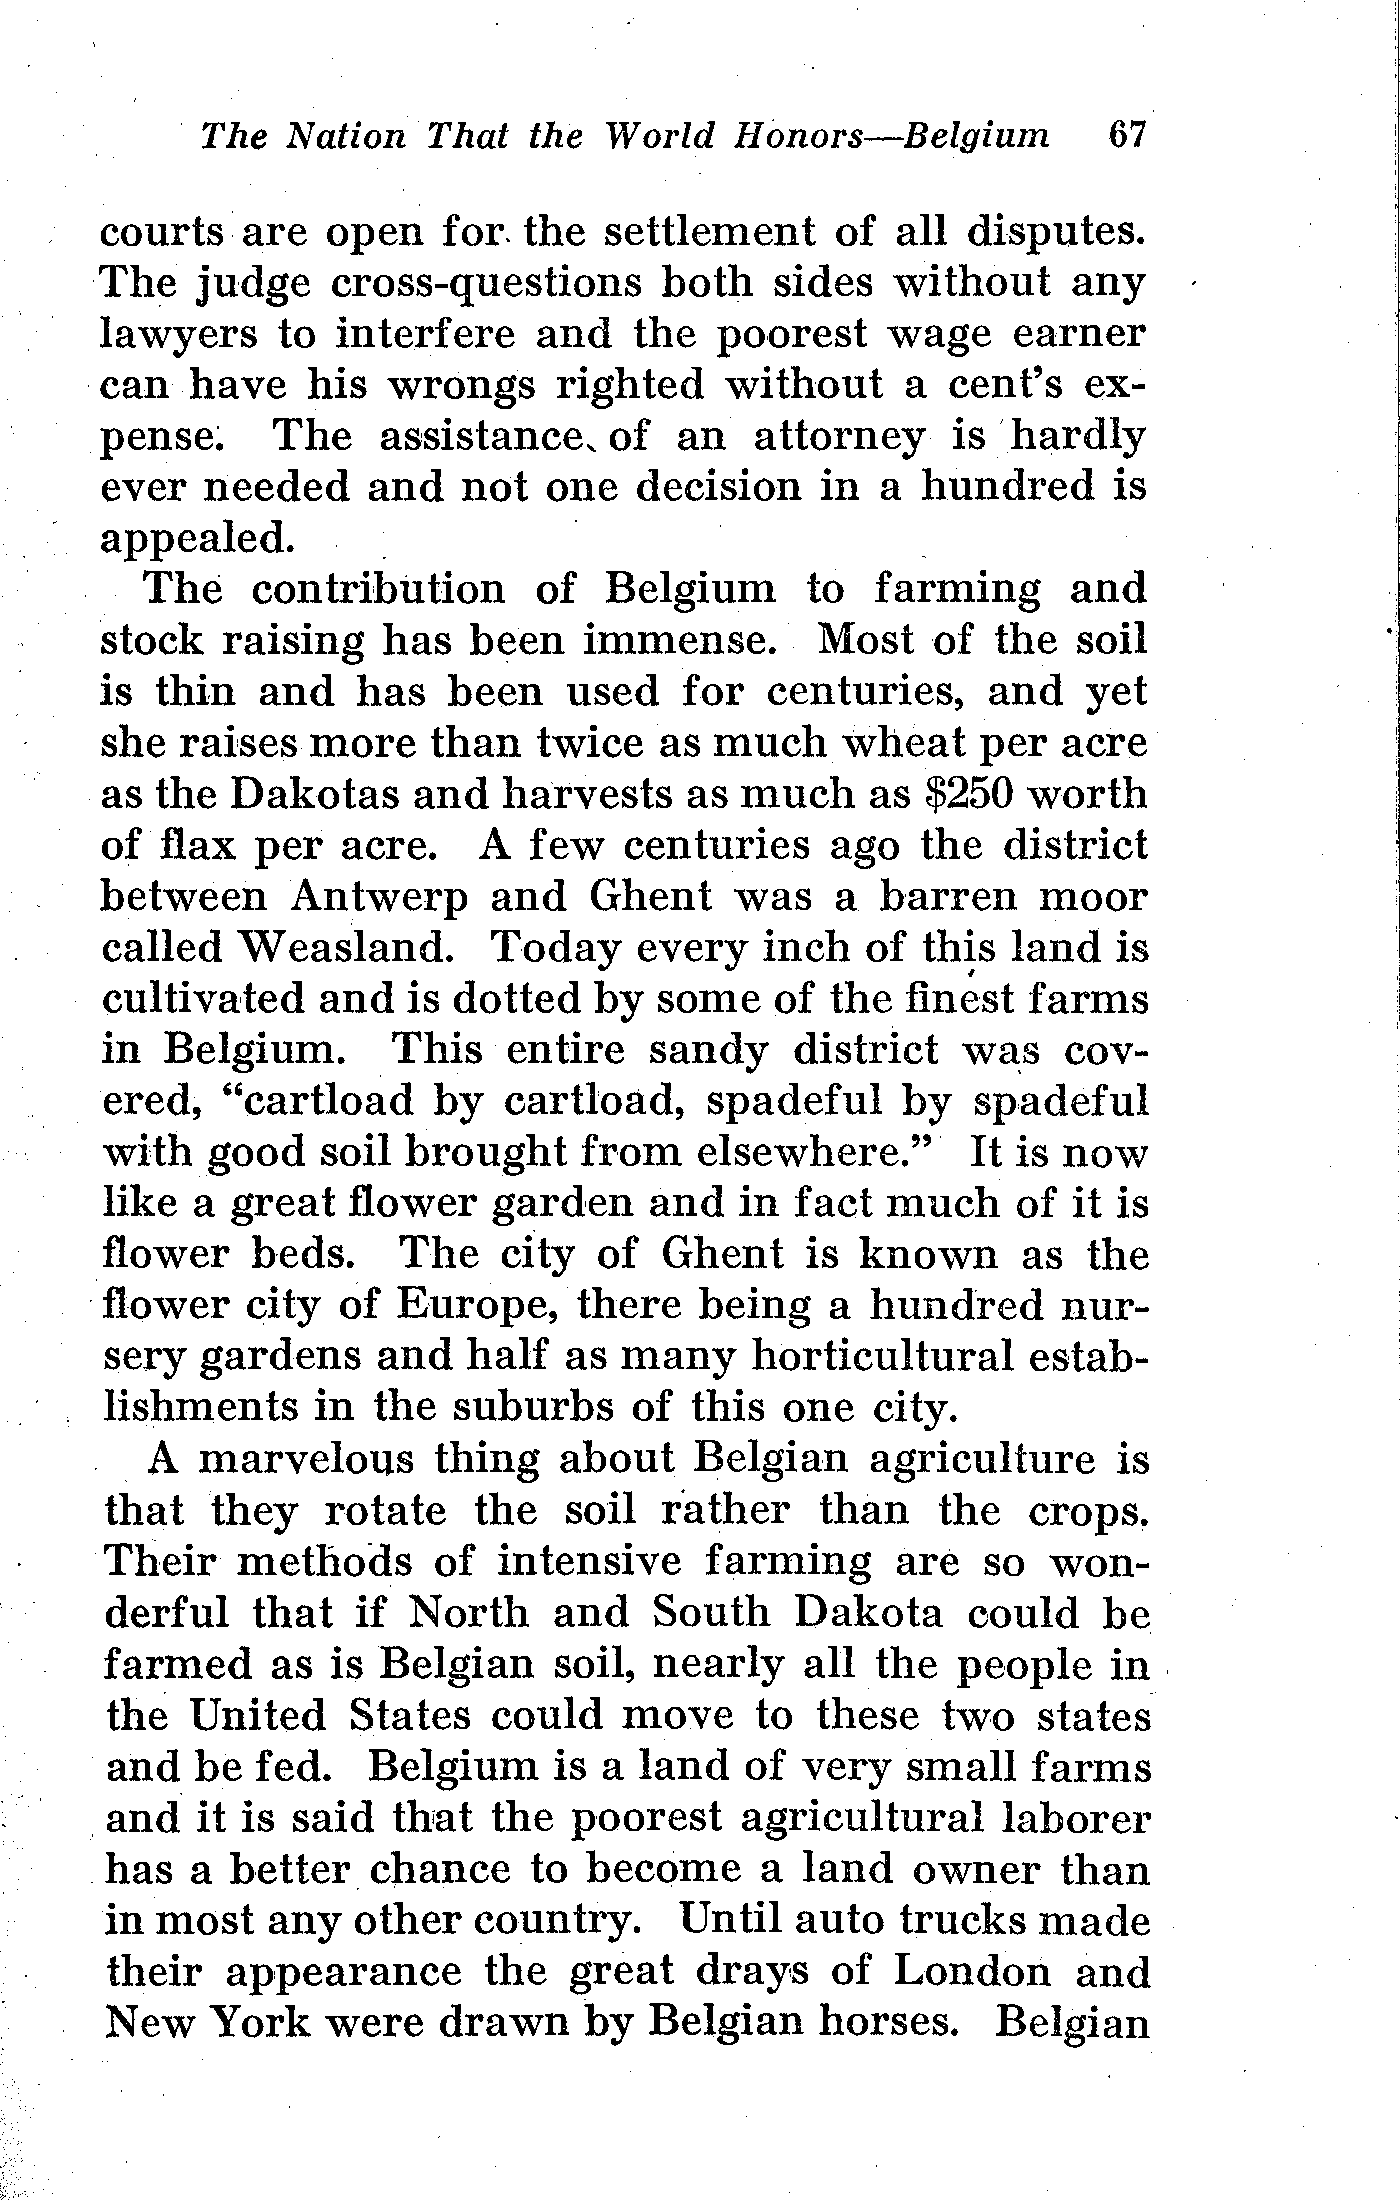 The Nation That the World Honors—Belgium 67
courts are open for the settlement of all disputes.
The judge cross-questions both sides without any
lawyers to interfere and the poorest wage earner
can have his wrongs righted without a cent's ex-
pense. The assistance of an attorney is hardly
ever needed and not one decision in a hundred is
appealed.
The contribution of Belgium to farming and
stock raising has been immense. Most of the soil
is thin and has been used for centuries, and yet
she raises more than twice as much wheat per acre
as the Dakotas and harvests as much as $250 worth
of flax per acre. A few centuries ago the district
between Antwerp and Ghent was a barren moor
called Weasland. Today every inch of this land is
cultivated and is dotted by some of the finest farms
in Belgium. This entire sandy district was cov-
ered, "cartload by cartload, spadeful by spadeful
with good soil brought from elsewhere." It is now
like a great flower garden and in fact much of it is
flower beds. The city of Ghent is known as the
flower city of Europe, there being a hundred nur-
sery gardens and half as many horticultural estab-
lishments in the suburbs of this one city.
A marvelous thing about Belgian agriculture is
that they rotate the soil rather than the crops.
Their methods of intensive farming are so won-
derful that if North and South Dakota could be
farmed as is Belgian soil, nearly all the people in
the United States could move to these two states
and be fed. Belgium is a land of very small farms
and it is said that the poorest agricultural laborer
has a better chance to become a land owner than
in most any other country. Until auto trucks made
their appearance the great drays of London and
New York were drawn by Belgian horses. Belgian